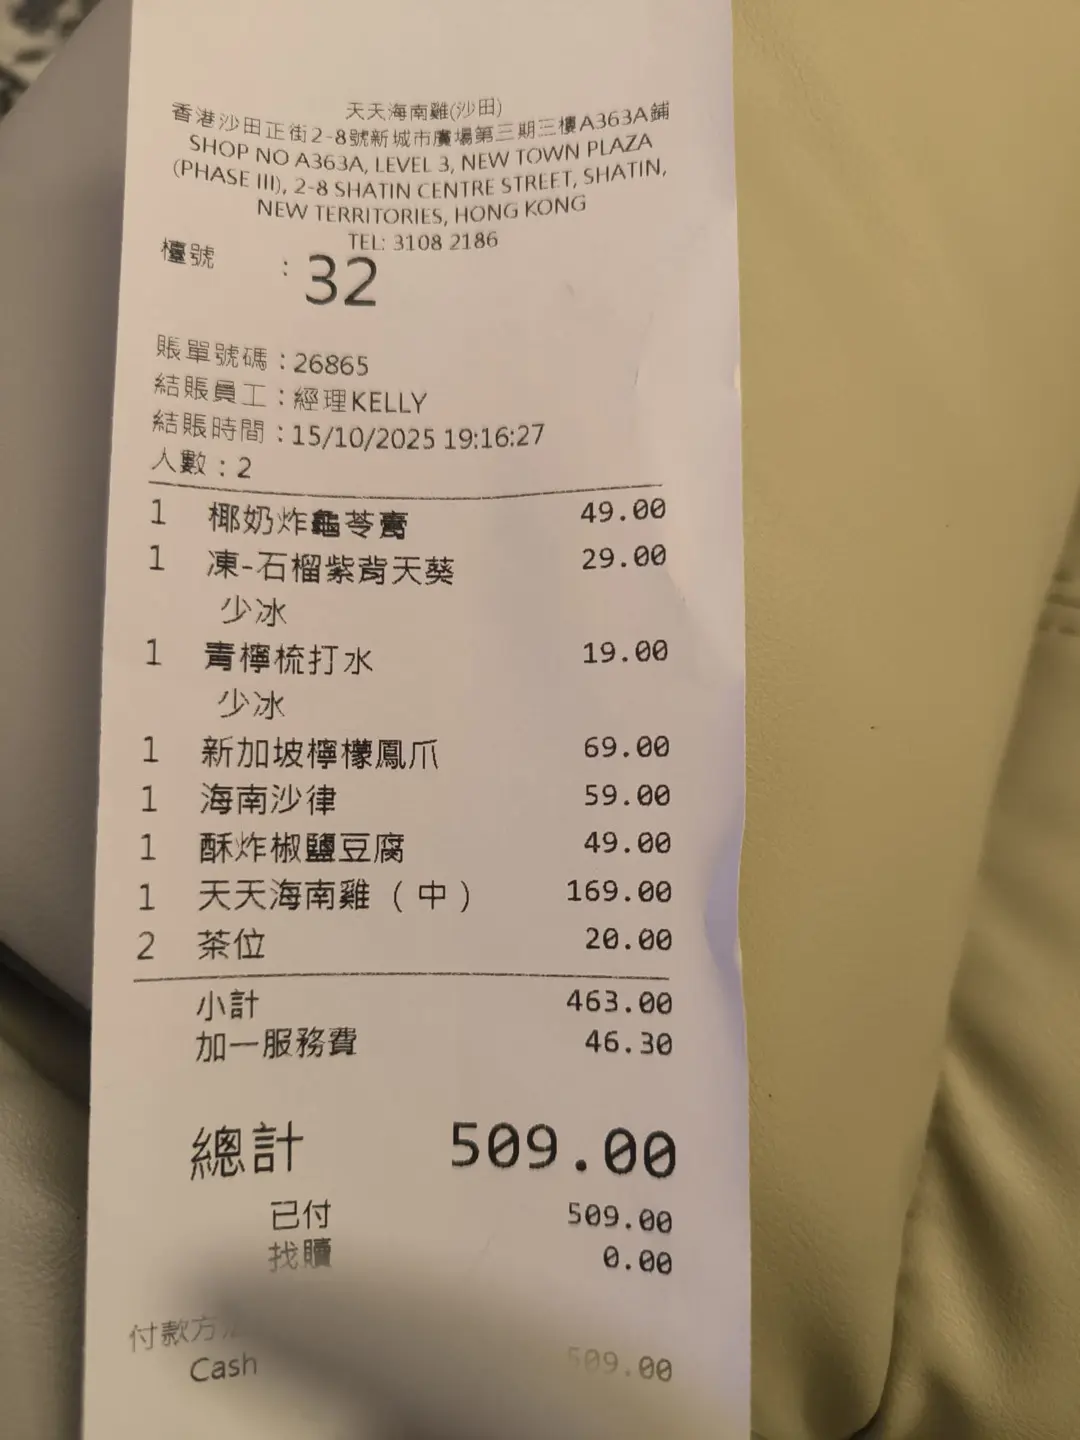 天天海南雞(沙田)
香港沙田正街2-8號新城市廣場第三期三樓A363A鋪
SHOP NO A363A, LEVEL 3, NEW TOWN PLAZA
(PHASE III), 2-8 SHATIN CENTRE STREET, SHATIN,
NEW TERRITORIES, HONG KONG
TEL: 3108 2186
檯號 : 32
賬單號碼 : 26865
結賬員工 : 經理KELLY
結賬時間 : 15/10/2025 19:16:27
人數 : 2
1 椰奶炸龜苓膏 49.00
1 凍-石榴紫背天葵 29.00
少冰
1 青檸梳打水 19.00
少冰
1 新加坡檸檬鳳爪 69.00
1 海南沙律 59.00
1 酥炸椒鹽豆腐 49.00
1 天天海南雞（中） 169.00
2 茶位 20.00
小計 463.00
加一服務費 46.30
總計 509.00
已付 509.00
找贖 0.00
付款方法
Cash 509.00